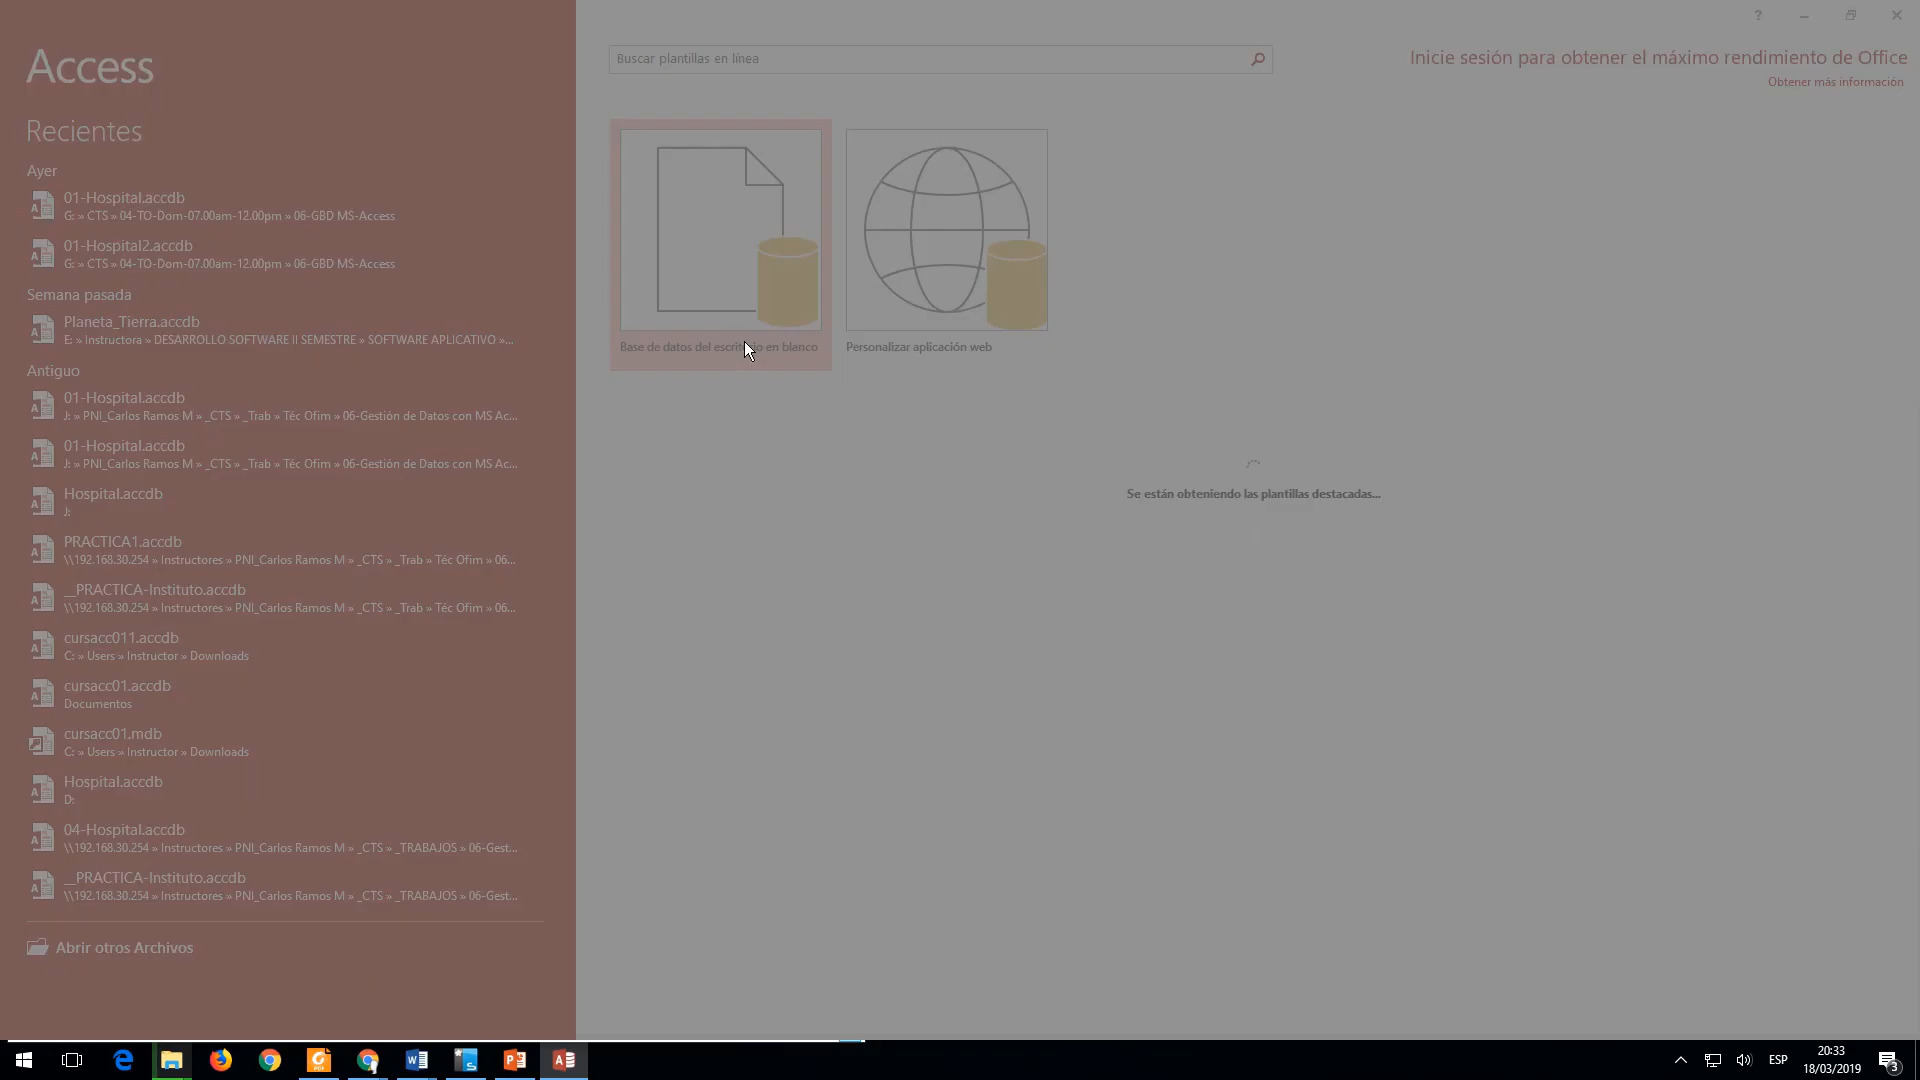 Access
Recientes
Ayer
01-Hospital.accdb
G: » CTS » 04-TO-Dom-07.00am-12.00pm » 06-GBD MS-Access
01-Hospital2.accdb
G: » CTS » 04-TO-Dom-07.00am-12.00pm » 06-GBD MS-Access
Semana pasada
Planeta_Tierra.accdb
E: » Instructora » DESARROLLO SOFTWARE II SEMESTRE » SOFTWARE APLICATIVO »...
Antiguo
01-Hospital.accdb
J: » PNI_Carlos Ramos M » _CTS » _Trab » Téc Ofim » 06-Gestión de Datos con MS Ac...
01-Hospital.accdb
J: » PNI_Carlos Ramos M » _CTS » _Trab » Téc Ofim » 06-Gestión de Datos con MS Ac...
Hospital.accdb
J:
PRACTICA1.accdb
\\192.168.30.254 » Instructores » PNI_Carlos Ramos M » _CTS » _Trab » Téc Ofim » 06...
__PRACTICA-Instituto.accdb
\\192.168.30.254 » Instructores » PNI_Carlos Ramos M » _CTS » _Trab » Téc Ofim » 06...
cursacc011.accdb
C: » Users » Instructor » Downloads
cursacc01.accdb
Documentos
cursacc01.mdb
C: » Users » Instructor » Downloads
Hospital.accdb
D:
04-Hospital.accdb
\\192.168.30.254 » Instructores » PNI_Carlos Ramos M » _CTS » _TRABAJOS » 06-Gest...
__PRACTICA-Instituto.accdb
\\192.168.30.254 » Instructores » PNI_Carlos Ramos M » _CTS » _TRABAJOS » 06-Gest...
Abrir otros Archivos
Buscar plantillas en línea
Inicie sesión para obtener el máximo rendimiento de Office
Obtener más información
Base de datos del escritorio en blanco
Personalizar aplicación web
Se están obteniendo las plantillas destacadas...
ESP
20:33
18/03/2019
3